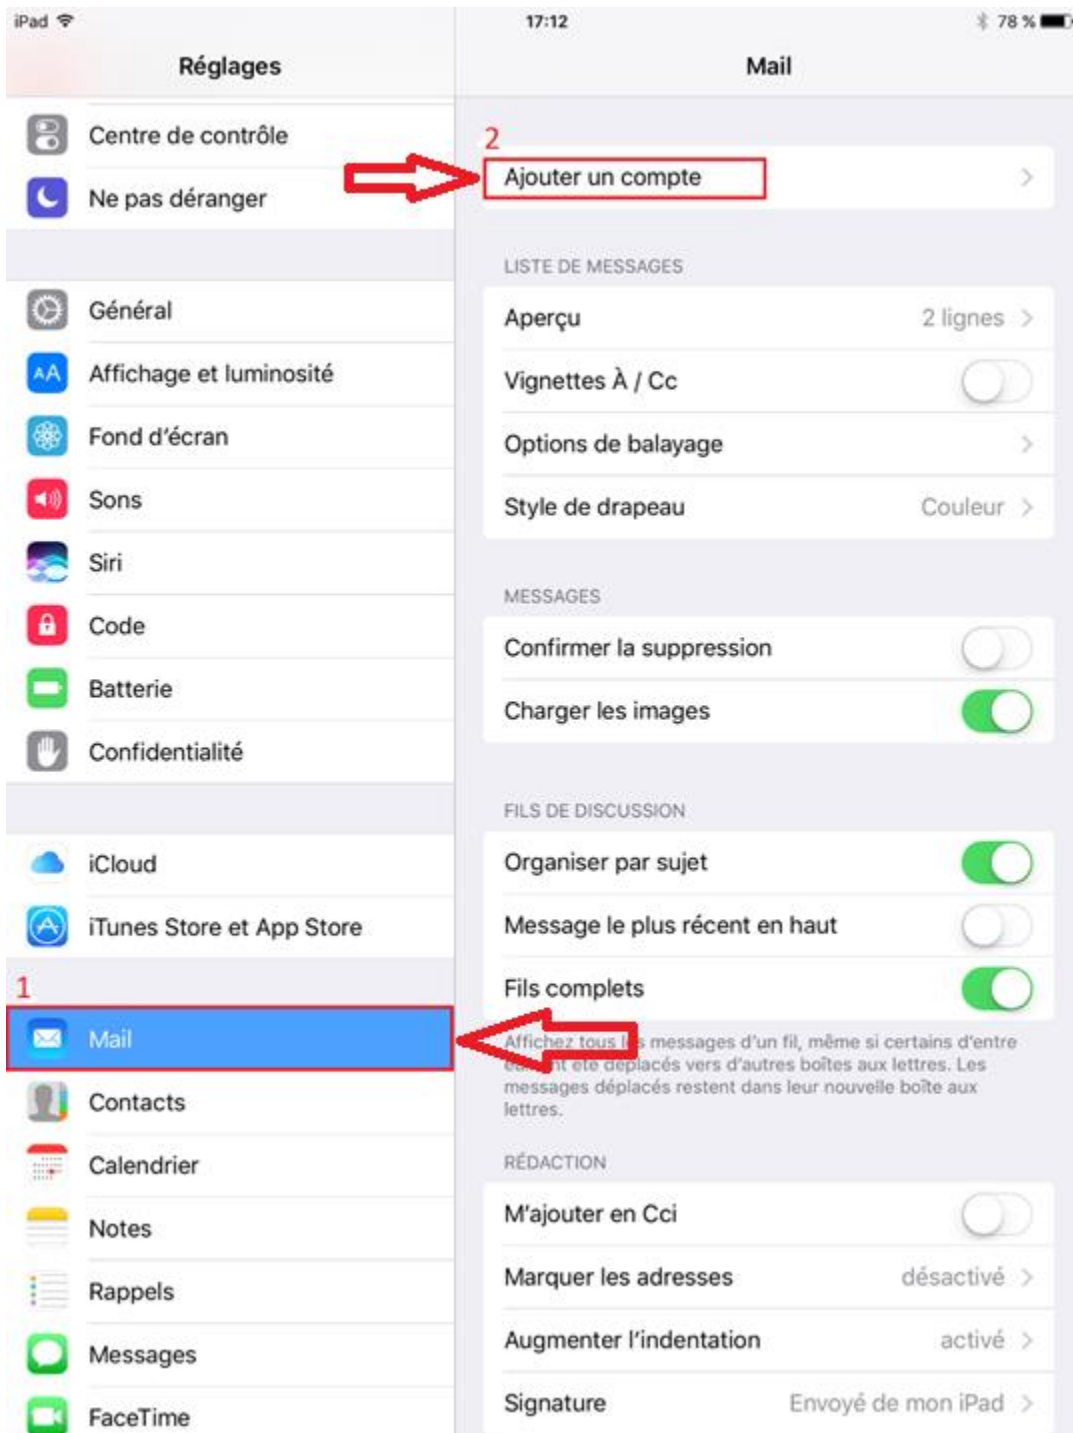 iPad 17:12 78 %
Réglages
Mail
Centre de contrôle
Ne pas déranger
Général
Affichage et luminosité
Fond d'écran
Sons
Siri
Code
Batterie
Confidentialité
iCloud
iTunes Store et App Store
1
Mail
Contacts
Calendrier
Notes
Rappels
Messages
FaceTime
2
Ajouter un compte
LISTE DE MESSAGES
Aperçu 2 lignes
Vignettes À / Cc
Options de balayage
Style de drapeau Couleur
MESSAGES
Confirmer la suppression
Charger les images
FILS DE DISCUSSION
Organiser par sujet
Message le plus récent en haut
Fils complets
Affichez tous les messages d'un fil, même si certains d'entre
été déplacés vers d'autres boîtes aux lettres. Les
messages déplacés restent dans leur nouvelle boîte aux
lettres.
RÉDACTION
M'ajouter en Cci
Marquer les adresses désactivé
Augmenter l'indentation activé
Signature Envoyé de mon iPad